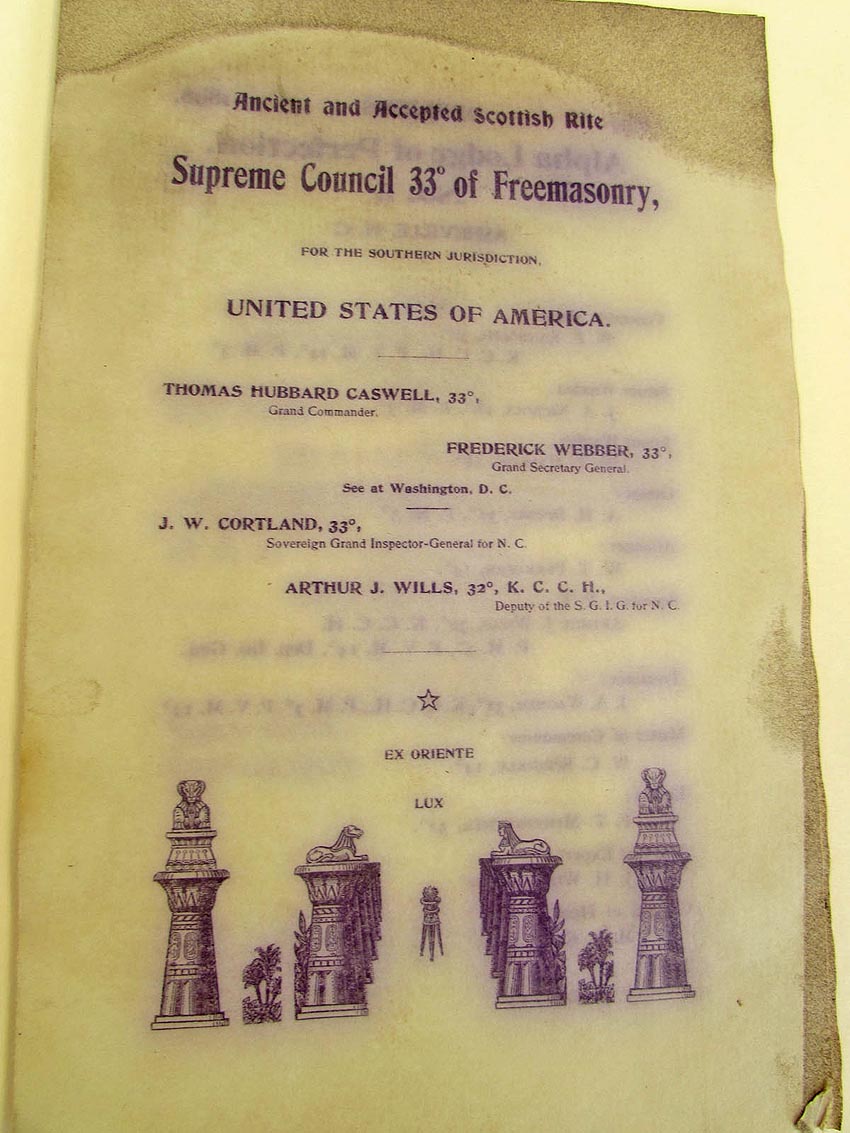 Ancient and Accepted Scottish Rite
Supreme Council 33° of Freemasonry,
FOR THE SOUTHERN JURISDICTION,
UNITED STATES OF AMERICA.
THOMAS HUBBARD CASWELL, 33°,
Grand Commander.
FREDERICK WEBBER, 33°,
Grand Secretary General.
See at Washington, D. C.
J. W. CORTLAND, 33°,
Sovereign Grand Inspector-General for N. C.
ARTHUR J. WILLS, 32°, K. C. C. H.,
Deputy of the S. G. I. G. for N. C.
EX ORIENTE
LUX